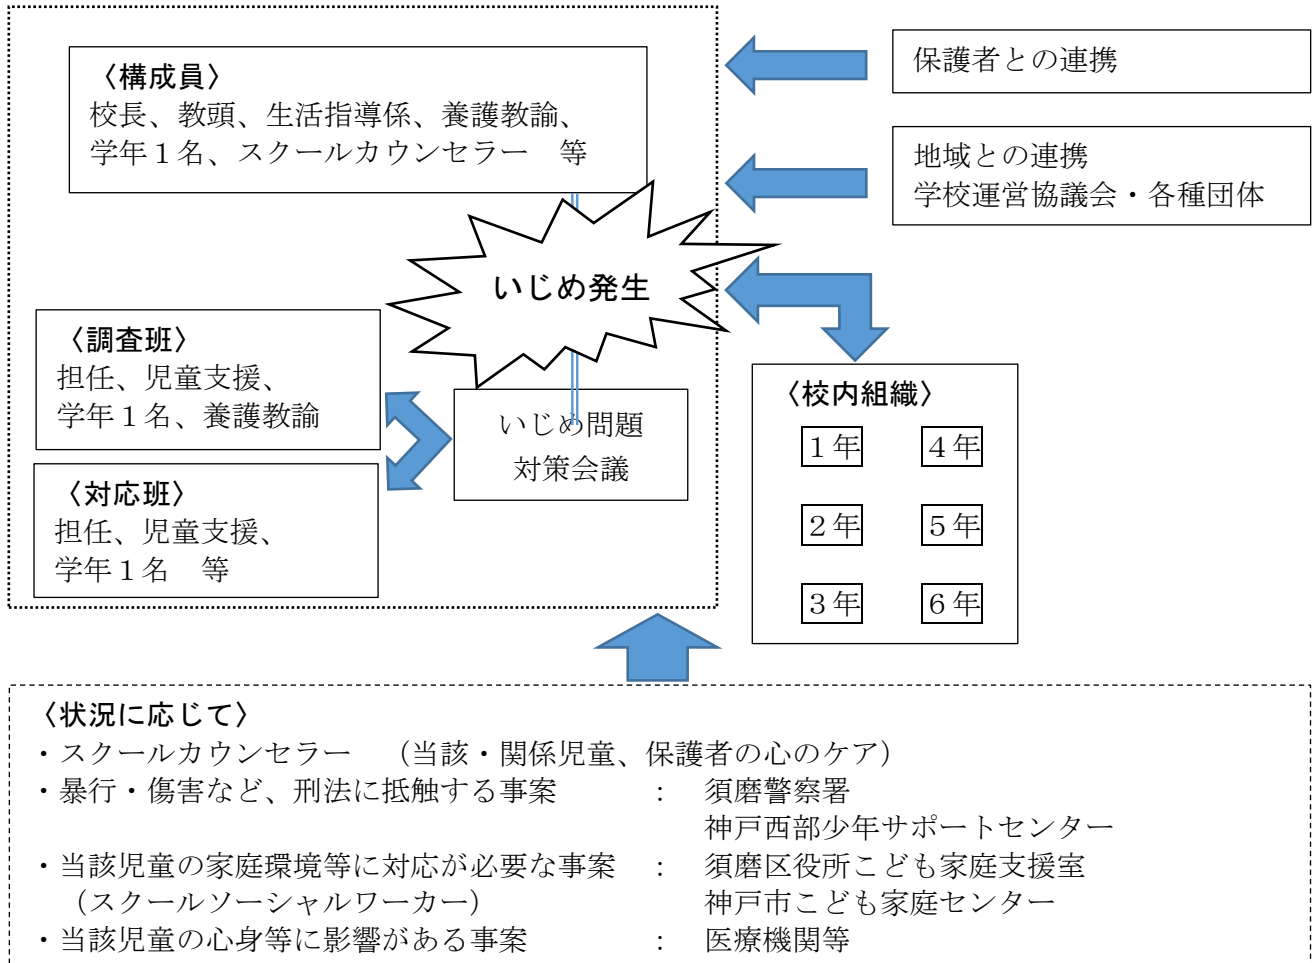 〈構成員〉
校長、教頭、生活指導係、養護教諭、
学年１名、スクールカウンセラー　等
保護者との連携
地域との連携
学校運営協議会・各種団体
いじめ発生
〈調査班〉
担任、児童支援、
学年１名、養護教諭
いじめ問題
対策会議
〈対応班〉
担任、児童支援、
学年１名　等
〈校内組織〉
１年　４年
２年　５年
３年　６年
〈状況に応じて〉
・スクールカウンセラー　（当該・関係児童、保護者の心のケア）
・暴行・傷害など、刑法に抵触する事案　：　須磨警察署
神戸西部少年サポートセンター
・当該児童の家庭環境等に対応が必要な事案　：　須磨区役所こども家庭支援室
（スクールソーシャルワーカー）　神戸市こども家庭センター
・当該児童の心身等に影響がある事案　：　医療機関等